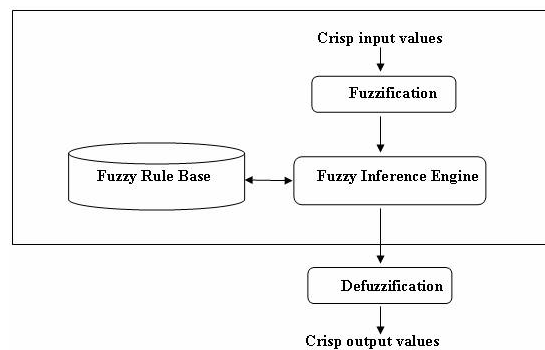 Crisp input values
Fuzzification
Fuzzy Rule Base
Fuzzy Inference Engine
Defuzzification
Crisp output values